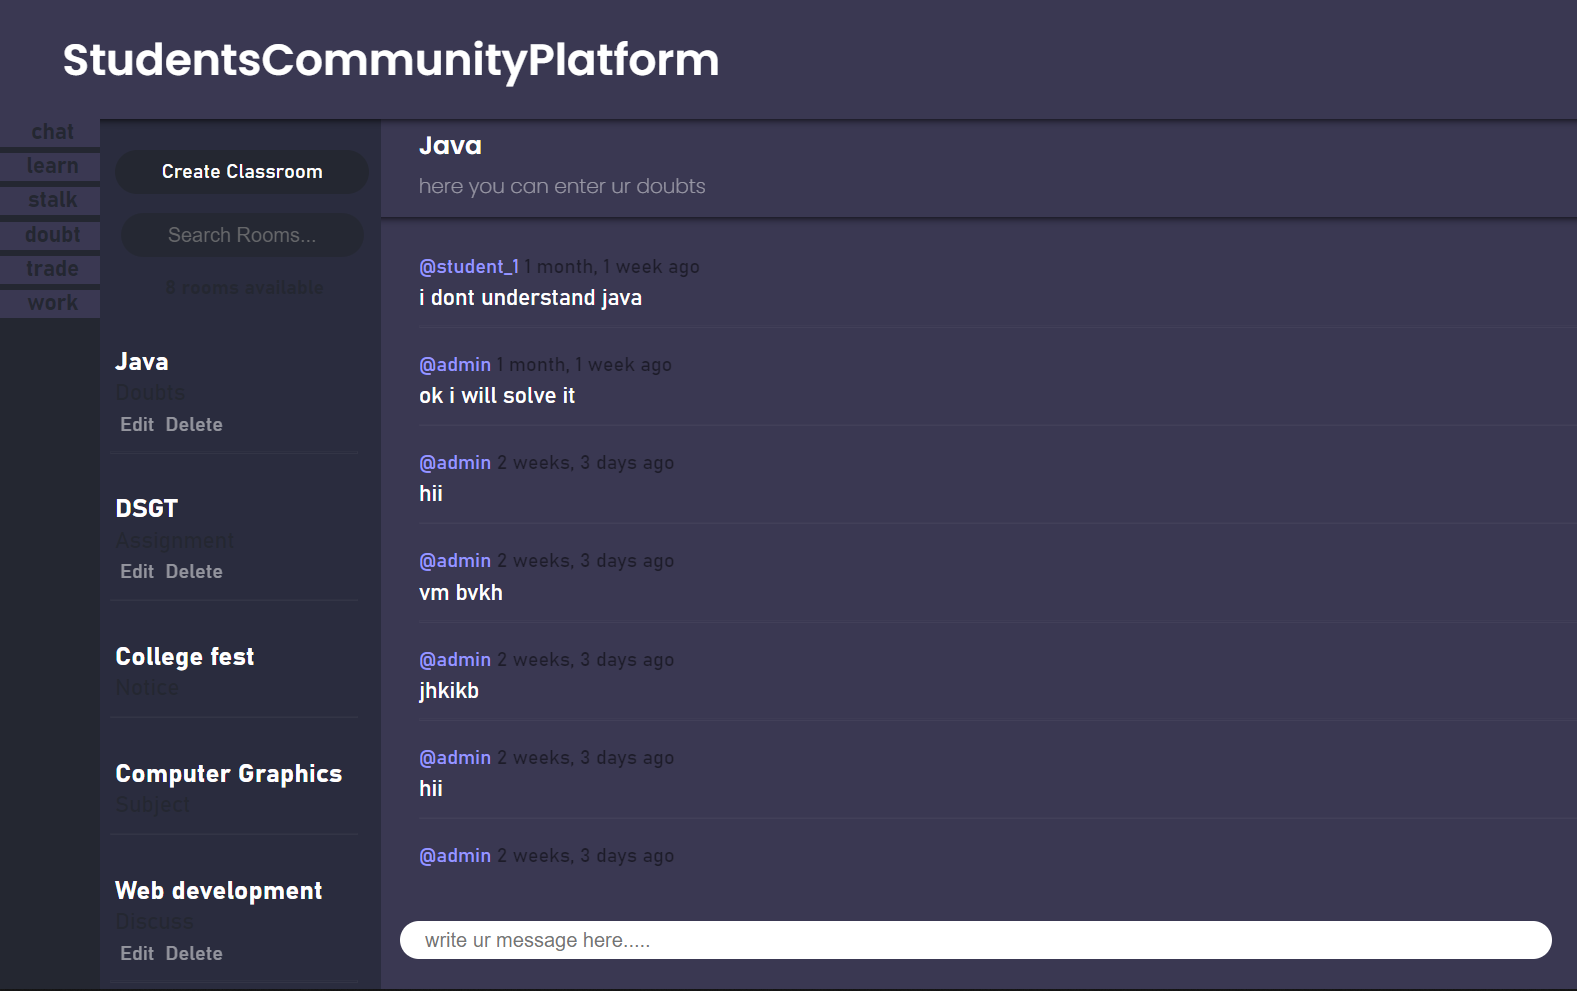 StudentsCommunityPlatform
chat
learn
stalk
doubt
trade
work
Create Classroom
Search Rooms...
8 rooms available
Java
Doubts
Edit Delete
DSGT
Assignment
Edit Delete
College fest
Notice
Computer Graphics
Subject
Web development
Discuss
Edit Delete
Java
here you can enter ur doubts
@student_1 1 month, 1 week ago
i dont understand java
@admin 1 month, 1 week ago
ok i will solve it
@admin 2 weeks, 3 days ago
hii
@admin 2 weeks, 3 days ago
vm bvkh
@admin 2 weeks, 3 days ago
jhkikb
@admin 2 weeks, 3 days ago
hii
@admin 2 weeks, 3 days ago
write ur message here.....